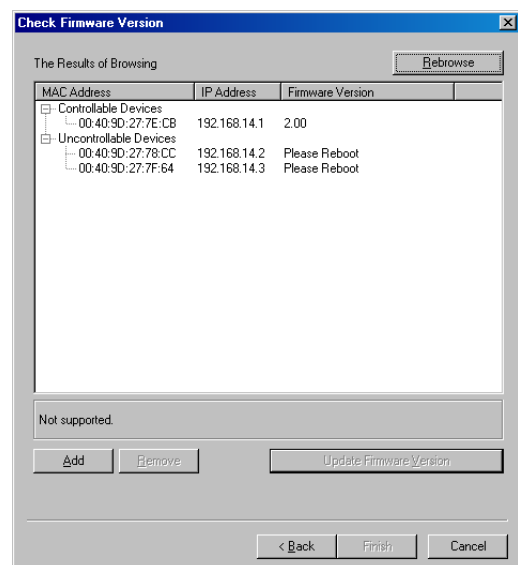 Check Firmware Version
The Results of Browsing
Rebrowse
MAC Address IP Address Firmware Version
Controllable Devices
00:40:9D:27:7E:CB 192.168.14.1 2.00
Uncontrollable Devices
00:40:9D:27:78:CC 192.168.14.2 Please Reboot
00:40:9D:27:7F:64 192.168.14.3 Please Reboot
Not supported.
Add Remove Update Firmware Version
< Back Finish Cancel